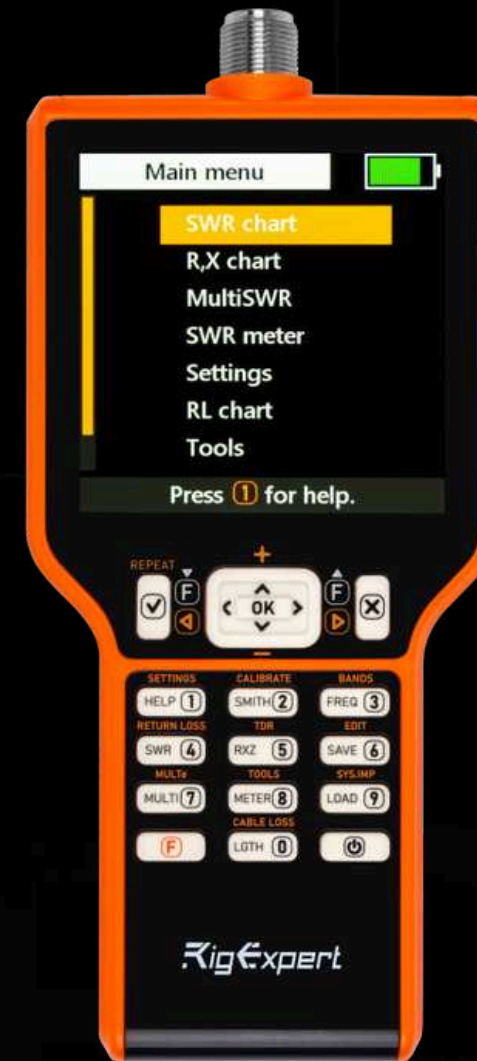 Main menu
SWR chart
R,X chart
MultiSWR
SWR meter
Settings
RL chart
Tools
Press 1 for help.
REPEAT
+
F
F
< OK >
−
SETTINGS CALIBRATE BANDS
HELP 1 SMITH 2 FREQ 3
RETURN LOSS TDR EDIT
SWR 4 RXZ 5 SAVE 6
MULTI TOOLS SYS.IMP
MULTI 7 METER 8 LOAD 9
CABLE LOSS
F LGTH 0
RigExpert